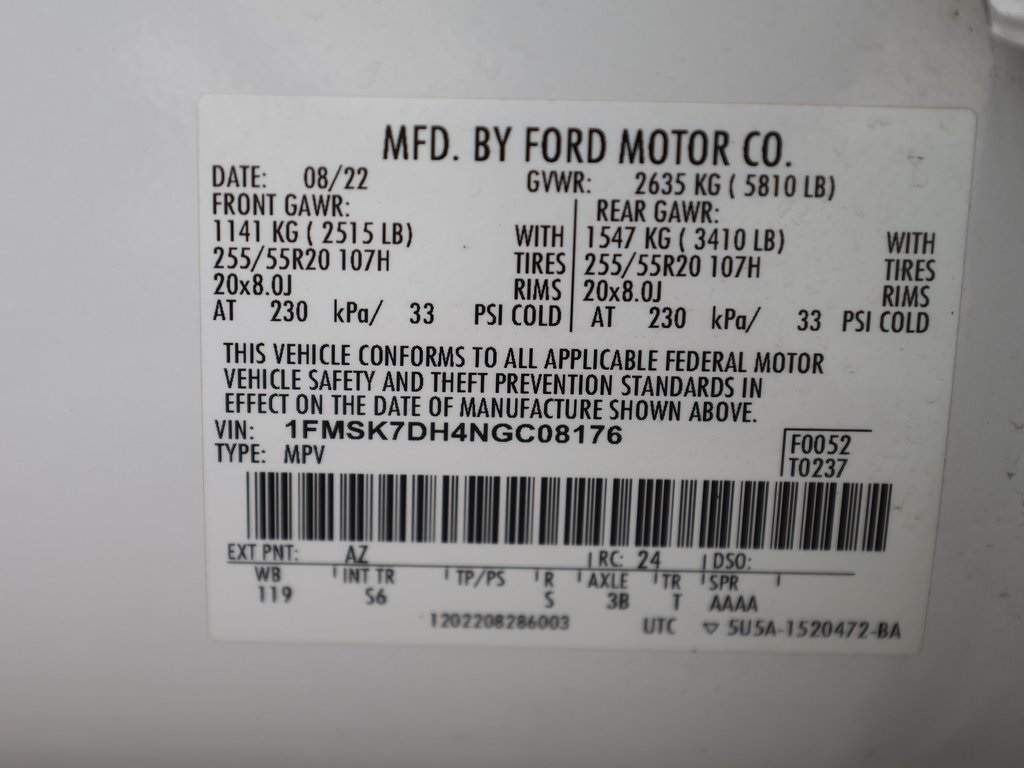 MFD. BY FORD MOTOR CO.
DATE: 08/22 GVWR: 2635 KG ( 5810 LB)
FRONT GAWR: REAR GAWR:
1141 KG ( 2515 LB) WITH 1547 KG ( 3410 LB) WITH
255/55R20 107H TIRES 255/55R20 107H TIRES
20x8.0J RIMS 20x8.0J RIMS
AT 230 kPa/ 33 PSI COLD AT 230 kPa/ 33 PSI COLD
THIS VEHICLE CONFORMS TO ALL APPLICABLE FEDERAL MOTOR
VEHICLE SAFETY AND THEFT PREVENTION STANDARDS IN
EFFECT ON THE DATE OF MANUFACTURE SHOWN ABOVE.
VIN: 1FMSK7DH4NGC08176 F0052
TYPE: MPV T0237
EXT PNT: AZ RC: 24 DSO:
WB INT TR TP/PS R AXLE TR SPR
119 S6 S 3B T AAAA
1202208286003 UTC ▽ 5U5A-1520472-BA